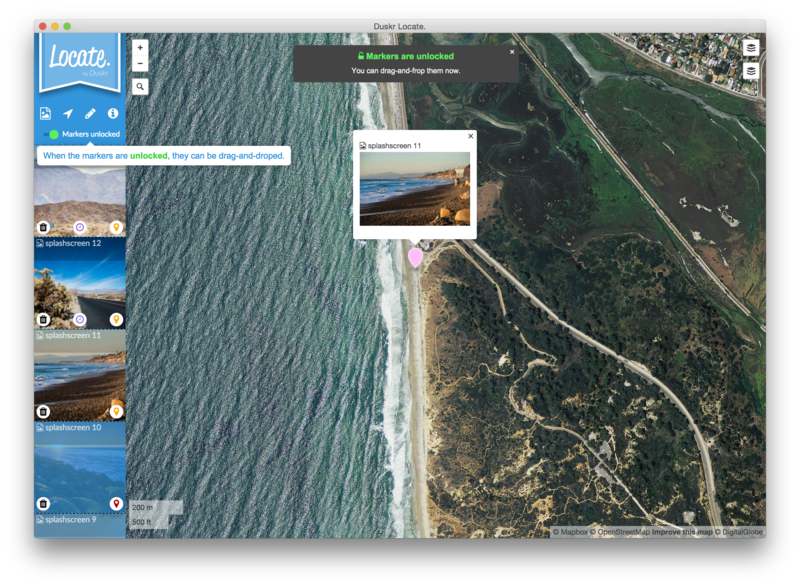 Duskr Locate.
Locate.
by Duskr
+
−
Markers are unlocked
×
You can drag-and-frop them now.
Markers unlocked
When the markers are unlocked, they can be drag-and-droped.
×
splashscreen 11
splashscreen 12
splashscreen 11
splashscreen 10
splashscreen 9
200 m
500 ft
© Mapbox © OpenStreetMap Improve this map © DigitalGlobe